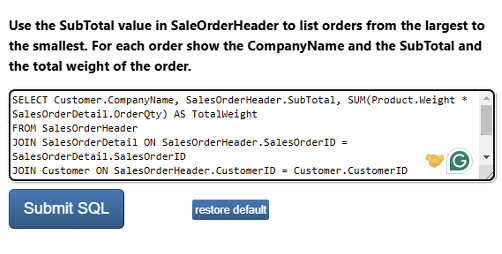 Use the SubTotal value in SaleOrderHeader to list orders from the largest to
the smallest. For each order show the CompanyName and the SubTotal and
the total weight of the order.
SELECT Customer.CompanyName, SalesOrderHeader.SubTotal, SUM(Product.Weight *
SalesOrderDetail.OrderQty) AS TotalWeight
FROM SalesOrderHeader
JOIN SalesOrderDetail ON SalesOrderHeader.SalesOrderID =
SalesOrderDetail.SalesOrderID
JOIN Customer ON SalesOrderHeader.CustomerID = Customer.CustomerID
Submit SQL
restore default